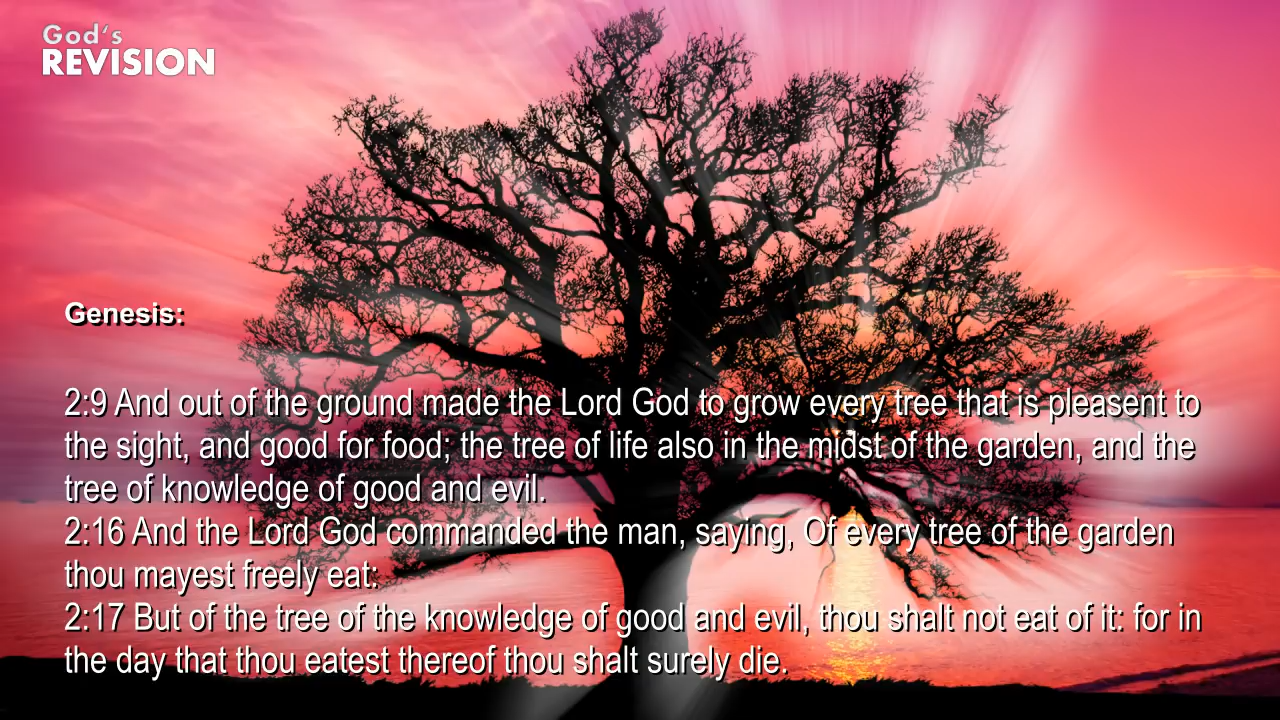 God's
REVISION
Genesis:
2:9 And out of the ground made the Lord God to grow every tree that is pleasent to
the sight, and good for food; the tree of life also in the midst of the garden, and the
tree of knowledge of good and evil.
2:16 And the Lord God commanded the man, saying, Of every tree of the garden
thou mayest freely eat:
2:17 But of the tree of the knowledge of good and evil, thou shalt not eat of it: for in
the day that thou eatest thereof thou shalt surely die.